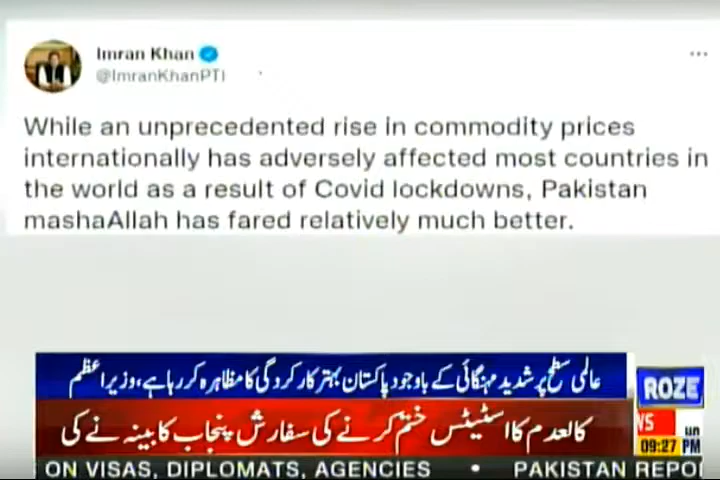 Imran Khan
@ImranKhanPTI
While an unprecedented rise in commodity prices
internationally has adversely affected most countries in
the world as a result of Covid lockdowns, Pakistan
mashaAllah has fared relatively much better.
عالمی سطح پر شدید مہنگائی کے باوجود پاکستان بہتر کارکردگی کا مظاہرہ کررہا ہے، وزیراعظم
ROZE
کالعدم کا اسٹیٹس ختم کرنے کی سفارش پنجاب کابینہ نے کی
WS
un
09:27 PM
ON VISAS, DIPLOMATS, AGENCIES • PAKISTAN REPO